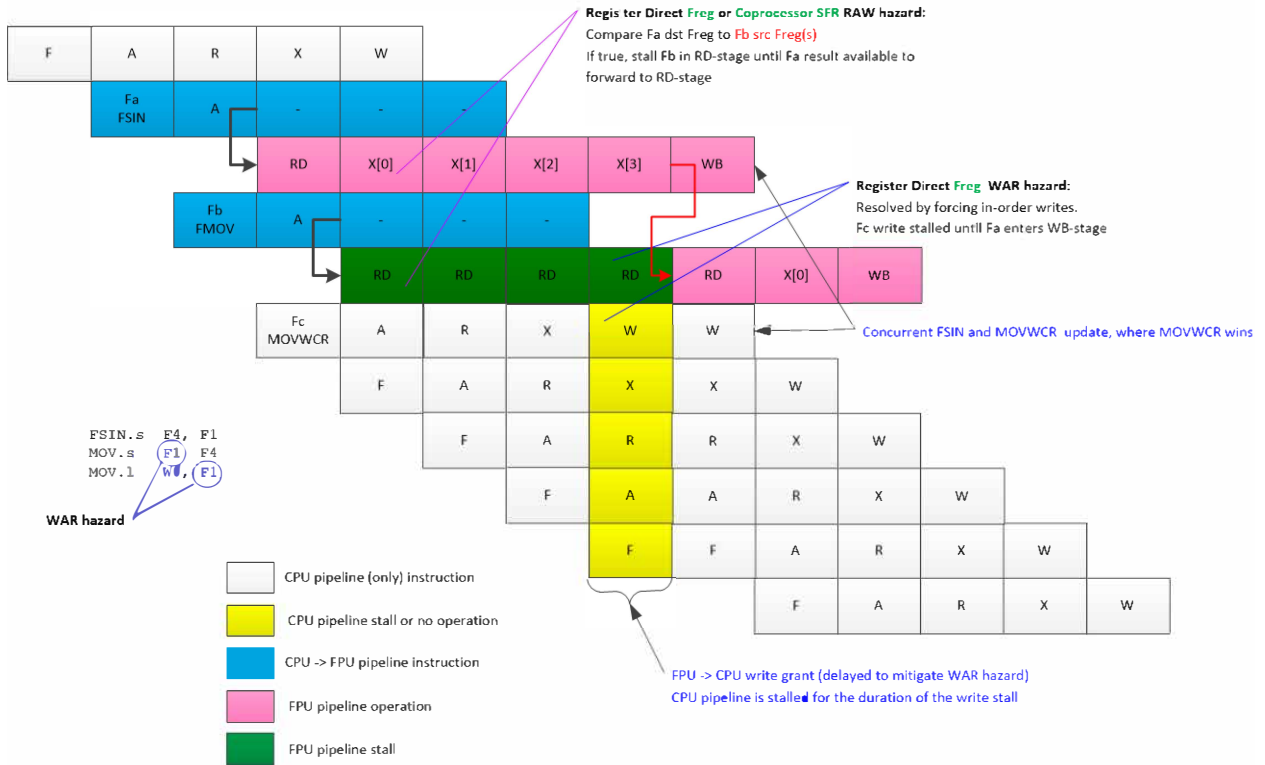 Regis ter Direct Freg or Coprocessor SFR RAW hazard:
Compare Fa dst Freg to Fb src Freg(s)
If true, stall Fb in RD-stage until Fa result available to
forward to RD-stage
F A R X W
Fa
FSIN
A - - -
RD X[0] X[1] X[2] X[3] WB
Register Direct Freg WAR hazard:
Resolved by forcing in-order writes.
Fc write stalled until Fa enters WB-stage
Fb
FMOV
A - - -
RD RD RD RD RD X[0] WB
Fc
MOVWCR
A R X W W
Concurrent FSIN and MOVWCR update, where MOVWCR wins
F A R X X W
F A R R X W
F A A R X W
F F A R X W
F A R X W
FSIN.s F4, F1
MOV.s F1 F4
MOV.l W0, F1
WAR hazard
CPU pipeline (only) instruction
CPU pipeline stall or no operation
CPU -> FPU pipeline instruction
FPU pipeline operation
FPU pipeline stall
FPU -> CPU write grant (delayed to mitigate WAR hazard)
CPU pipeline is stalled for the duration of the write stall